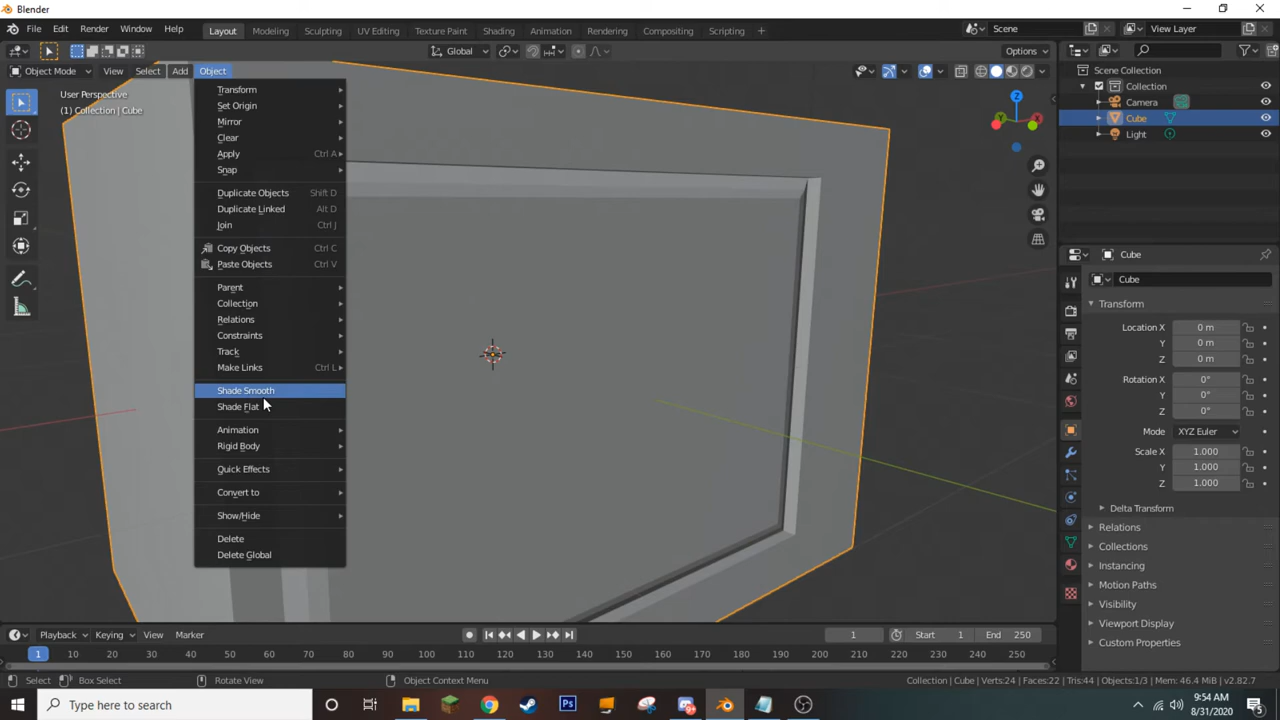 Blender
File Edit Render Window Help Layout Modeling Sculpting UV Editing Texture Paint Shading Animation Rendering Compositing Scripting + Scene View Layer
Global Options
Object Mode View Select Add Object
User Perspective
(1) Collection | Cube
Transform
Set Origin
Mirror
Clear
Apply Ctrl A
Snap
Duplicate Objects Shift D
Duplicate Linked Alt D
Join Ctrl J
Copy Objects Ctrl C
Paste Objects Ctrl V
Parent
Collection
Relations
Constraints
Track
Make Links Ctrl L
Shade Smooth
Shade Flat
Animation
Rigid Body
Quick Effects
Convert to
Show/Hide
Delete
Delete Global
Z
Y
X
Scene Collection
Collection
Camera
Cube
Light
Cube
Cube
Transform
Location X 0 m
Y 0 m
Z 0 m
Rotation X 0°
Y 0°
Z 0°
Mode XYZ Euler
Scale X 1.000
Y 1.000
Z 1.000
Delta Transform
Relations
Collections
Instancing
Motion Paths
Visibility
Viewport Display
Custom Properties
Playback Keying View Marker 1 Start 1 End 250
1 10 20 30 40 50 60 70 80 90 100 110 120 130 140 150 160 170 180 190 200 210 220 230 240 250
Select Box Select Rotate View Object Context Menu Collection | Cube | Verts:24 | Faces:22 | Tris:44 | Objects:1/3 | Mem: 46.4 MiB | v2.82.7
Type here to search
Ps
9:54 AM
8/31/2020